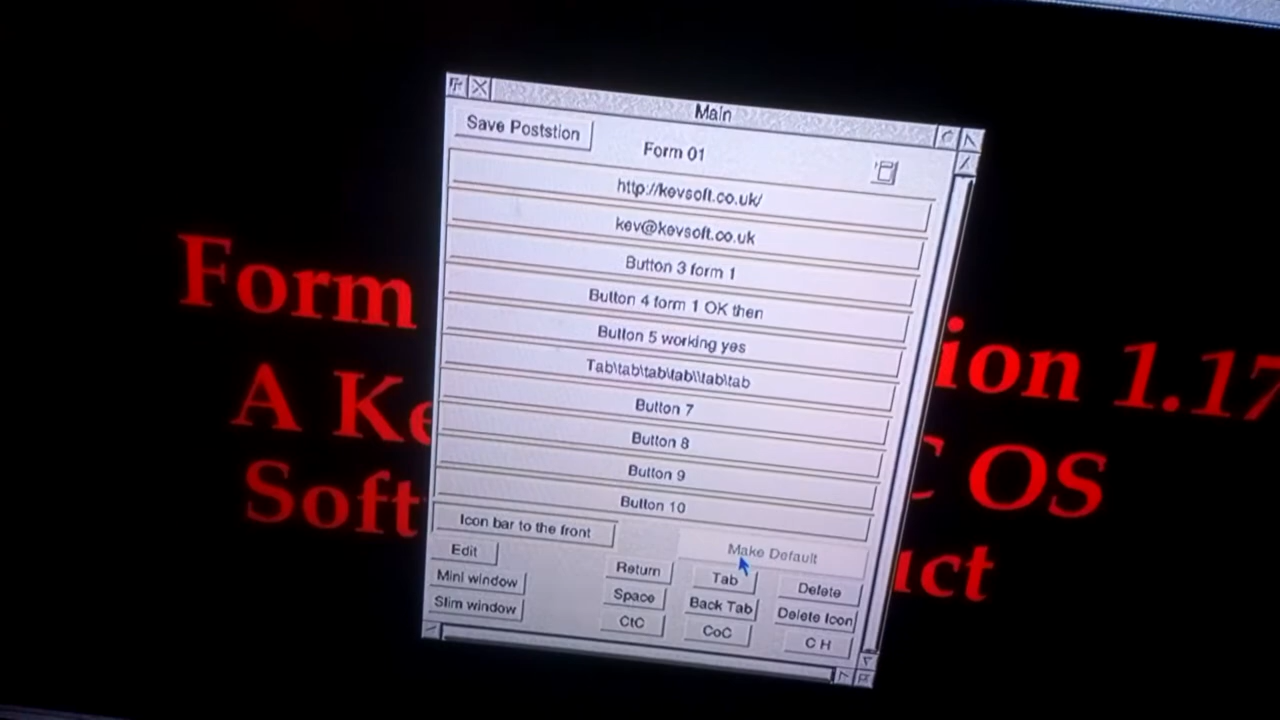 Main
Save Poststion
Form 01
http://kevsoft.co.uk/
kev@kevsoft.co.uk
Button 3 form 1
Button 4 form 1 OK then
Button 5 working yes
Tab\tab\tab\tab\\tab\tab
Button 7
Button 8
Button 9
Button 10
Icon bar to the front
Make Default
Edit
Return
Tab
Delete
Mini window
Space
Back Tab
Delete Icon
Slim window
CtC
CoC
C H
Form
ion 1.17
A Ke
C OS
Soft
uct